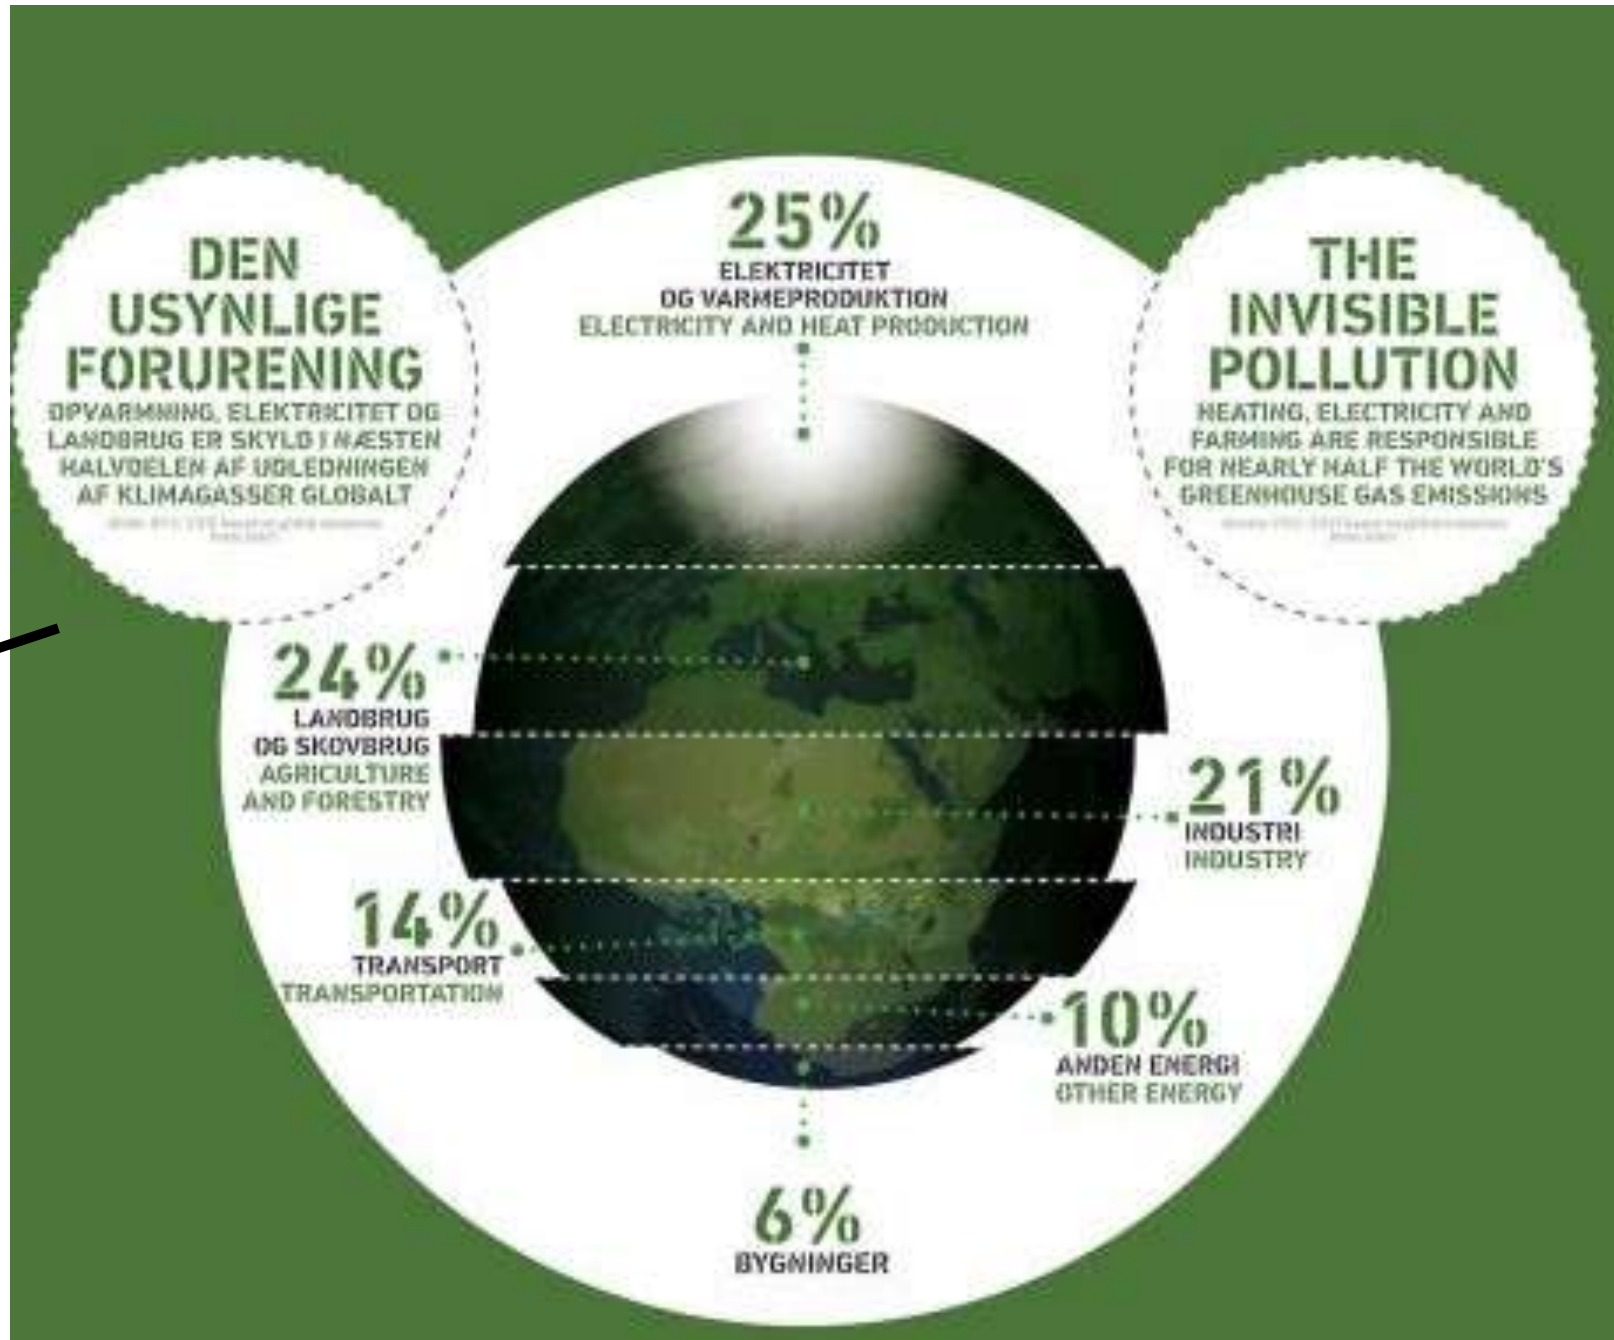 DEN
USYNLIGE
FORURENING
OPVARMNING, ELEKTRICITET OG
LANDBRUG ER SKYLD I NÆSTEN
HALVDELEN AF UDLEDNINGEN
AF KLIMAGASSER GLOBALT
25%
ELEKTRICITET
OG VARMEPRODUKTION
ELECTRICITY AND HEAT PRODUCTION
THE
INVISIBLE
POLLUTION
HEATING, ELECTRICITY AND
FARMING ARE RESPONSIBLE
FOR NEARLY HALF THE WORLD'S
GREENHOUSE GAS EMISSIONS
24%
LANDBRUG
OG SKOVBRUG
AGRICULTURE
AND FORESTRY
21%
INDUSTRI
INDUSTRY
14%
TRANSPORT
TRANSPORTATION
10%
ANDEN ENERGI
OTHER ENERGY
6%
BYGNINGER